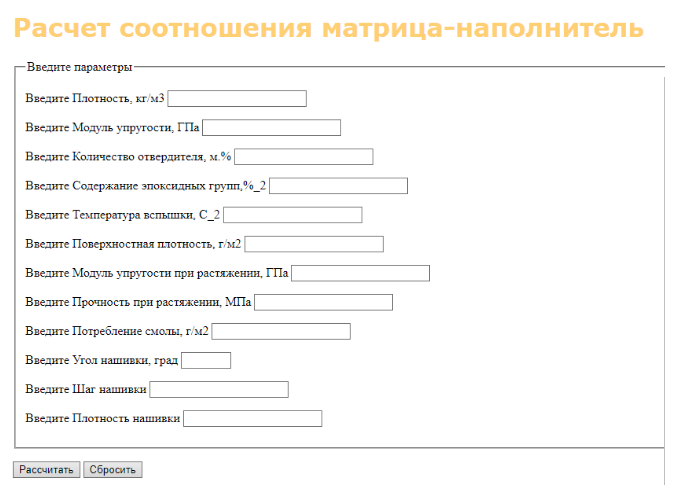 Расчет соотношения матрица-наполнитель
Введите параметры
Введите Плотность, кг/м3
Введите Модуль упругости, ГПа
Введите Количество отвердителя, м.%
Введите Содержание эпоксидных групп,%_2
Введите Температура вспышки, С_2
Введите Поверхностная плотность, г/м2
Введите Модуль упругости при растяжении, ГПа
Введите Прочность при растяжении, МПа
Введите Потребление смолы, г/м2
Введите Угол нашивки, град
Введите Шаг нашивки
Введите Плотность нашивки
Рассчитать Сбросить